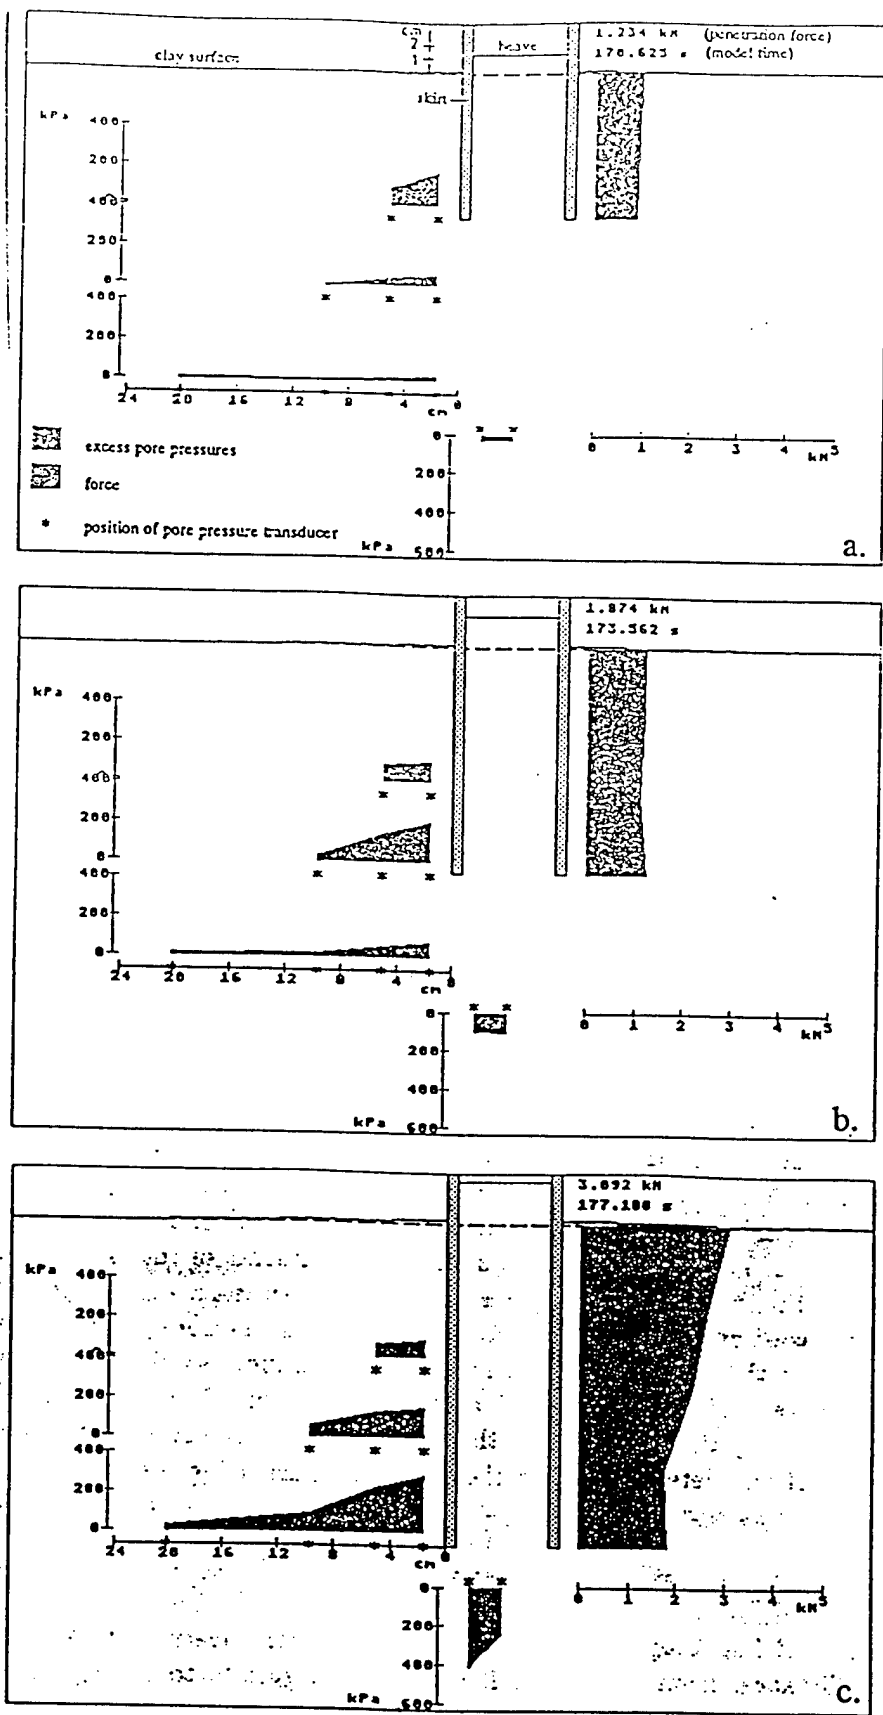 cm
2
1
heave
1.234 kN (penetration force)
170.625 s (model time)
clay surface
skirt
kPa
400
200
400
200
0
400
200
0
24 20 16 12 8 4 0
cm
excess pore pressures
force
* position of pore pressure transducer
0
200
400
600
kPa
0 1 2 3 4 5
kN
a.
1.874 kN
173.562 s
kPa
400
200
400
200
0
400
200
0
24 20 16 12 8 4 0
cm
0
200
400
600
kPa
0 1 2 3 4 5
kN
b.
3.092 kN
177.188 s
kPa
400
200
400
200
0
400
200
0
24 20 16 12 8 4 0
cm
0
200
400
600
kPa
0 1 2 3 4 5
kN
c.